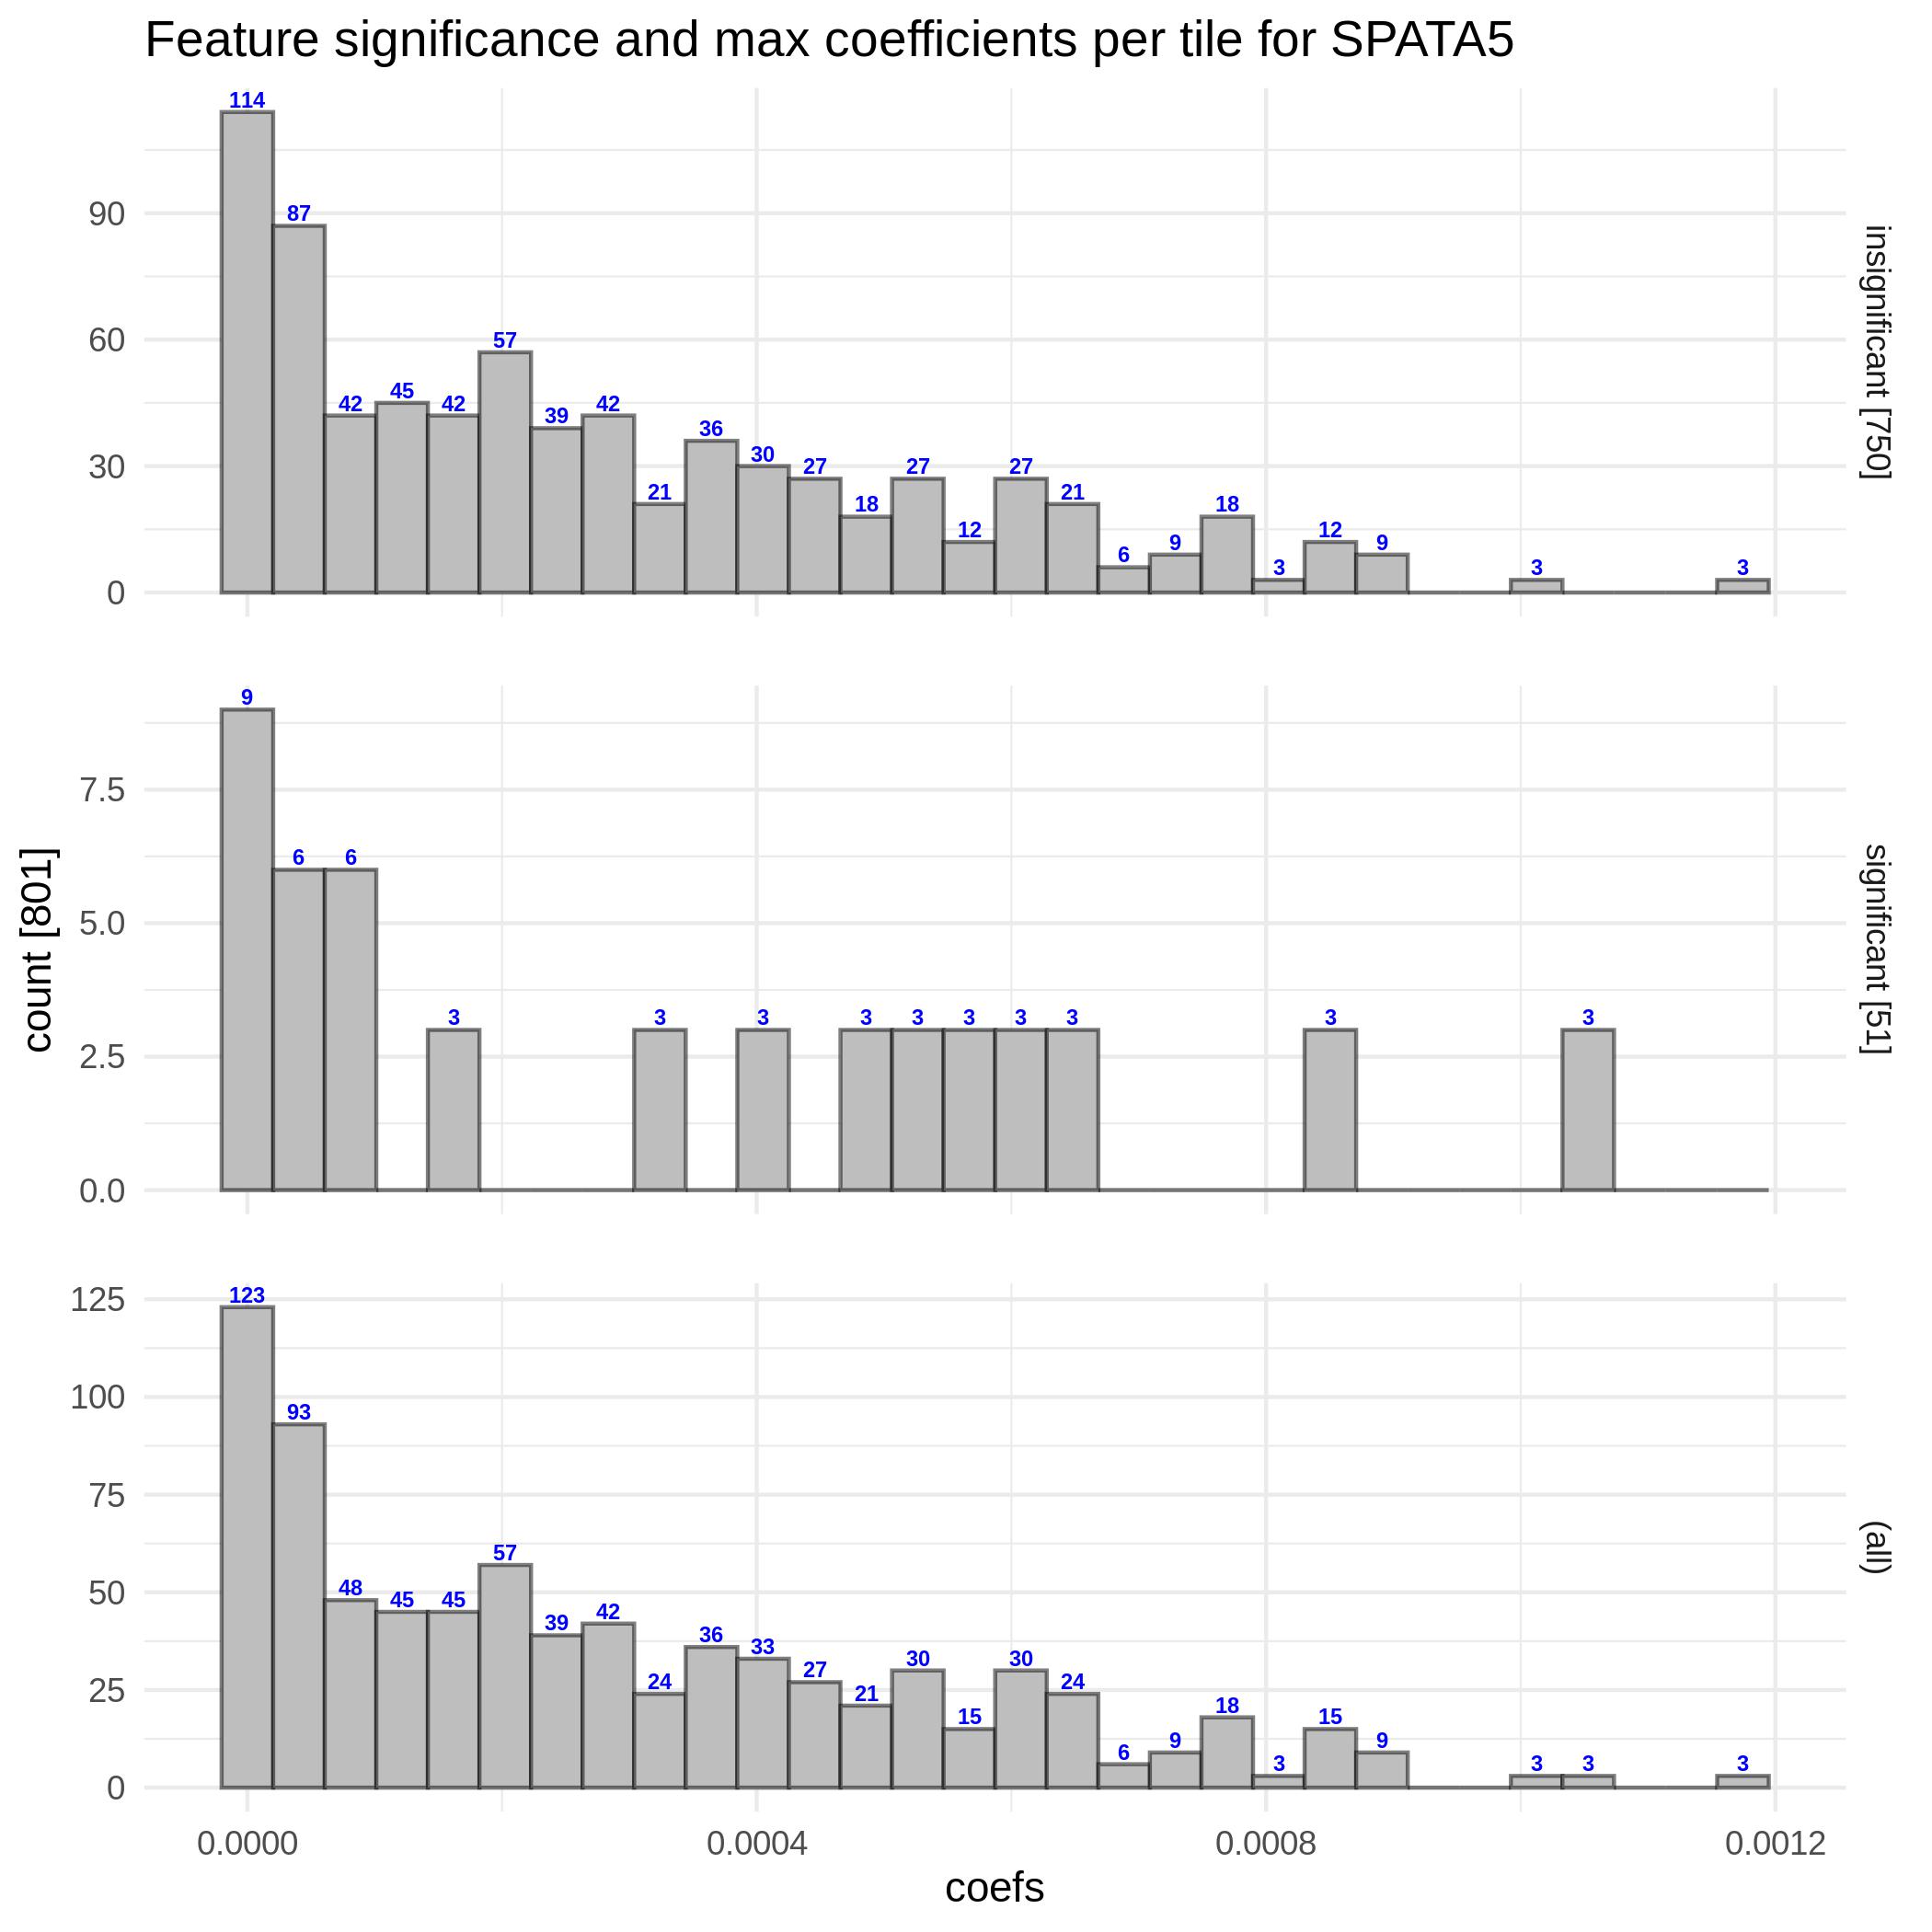 Feature significance and max coefficients per tile for SPATA5
114
87
42 45 42 57 39 42 21 36 30 27 18 27 12 27 21 6 9 18 3 12 9 3 3
90
60
30
0
insignificant [750]
9
6 6
3 3 3 3 3 3 3 3 3 3
7.5
5.0
2.5
0.0
significant [51]
count [801]
123
93
48 45 45 57 39 42 24 36 33 27 21 30 15 30 24 6 9 18 3 15 9 3 3 3
125
100
75
50
25
0
(all)
0.0000 0.0004 0.0008 0.0012
coefs